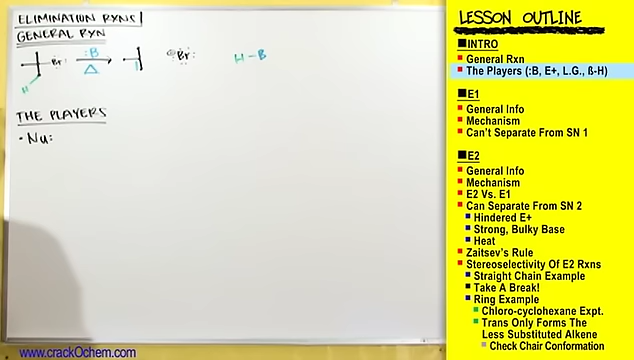 ELIMINATION RXNS/
GENERAL RXN
:B
Br:
Δ
:Br:
H-B
H
THE PLAYERS
• Nu:
www.crackOchem.com
LESSON OUTLINE
INTRO
General Rxn
The Players (:B, E+, L.G., ß-H)
E1
General Info
Mechanism
Can't Separate From SN 1
E2
General Info
Mechanism
E2 Vs. E1
Can Separate From SN 2
Hindered E+
Strong, Bulky Base
Heat
Zaitsev's Rule
Stereoselectivity Of E2 Rxns
Straight Chain Example
Take A Break!
Ring Example
Chloro-cyclohexane Expt.
Trans Only Forms The
Less Substituted Alkene
Check Chair Conformation